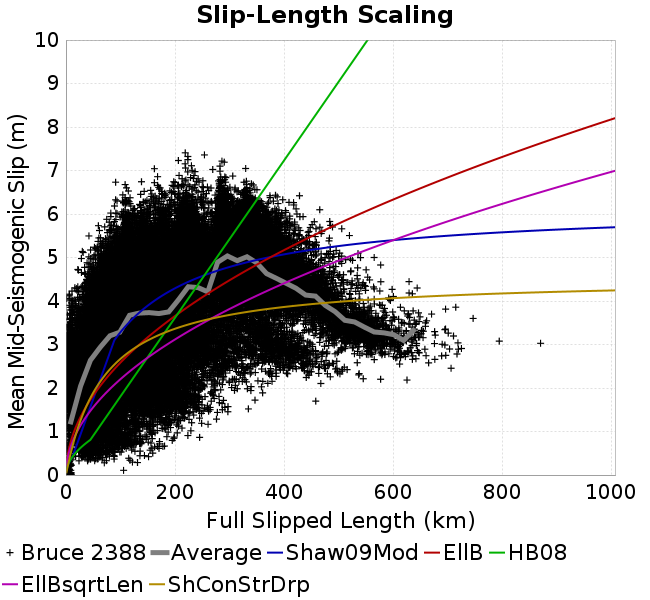 Slip-Length Scaling
Mean Mid-Seismogenic Slip (m)
10
9
8
7
6
5
4
3
2
1
0
0 200 400 600 800 1000
Full Slipped Length (km)
Bruce 2388 Average Shaw09Mod EllB HB08
EllBsqrtLen ShConStrDrp